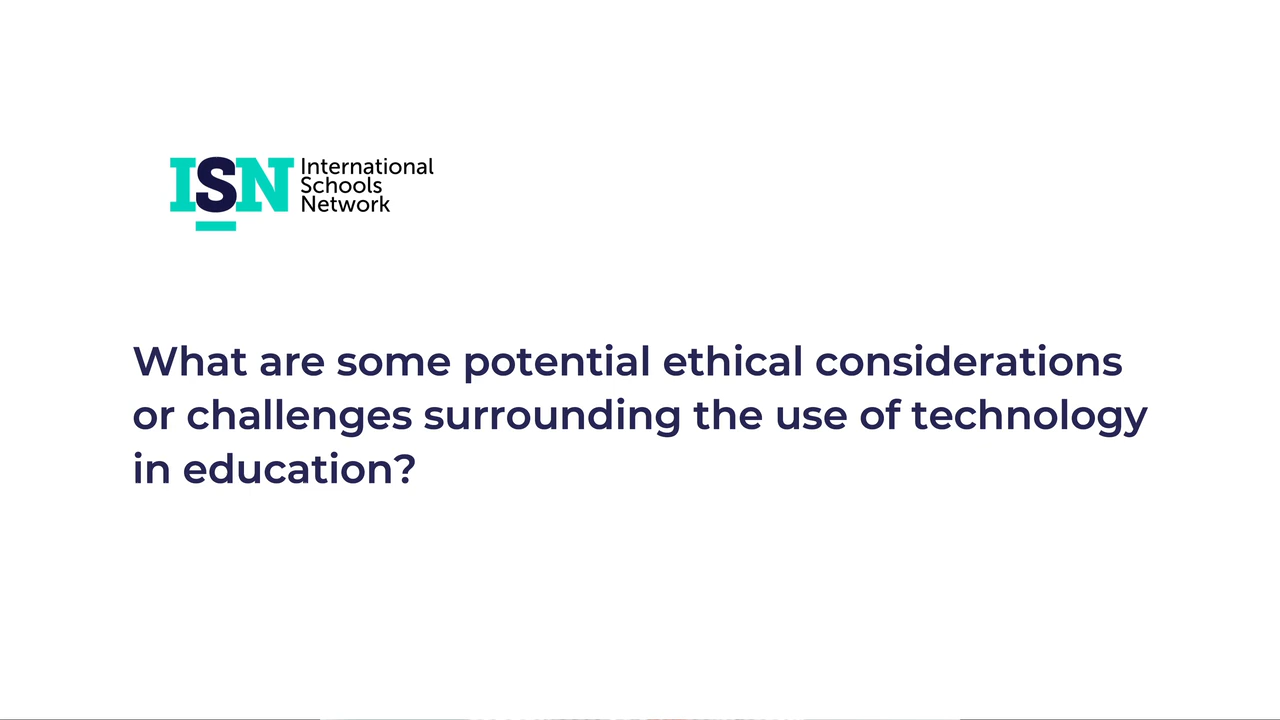 ISN
International
Schools
Network
What are some potential ethical considerations
or challenges surrounding the use of technology
in education?